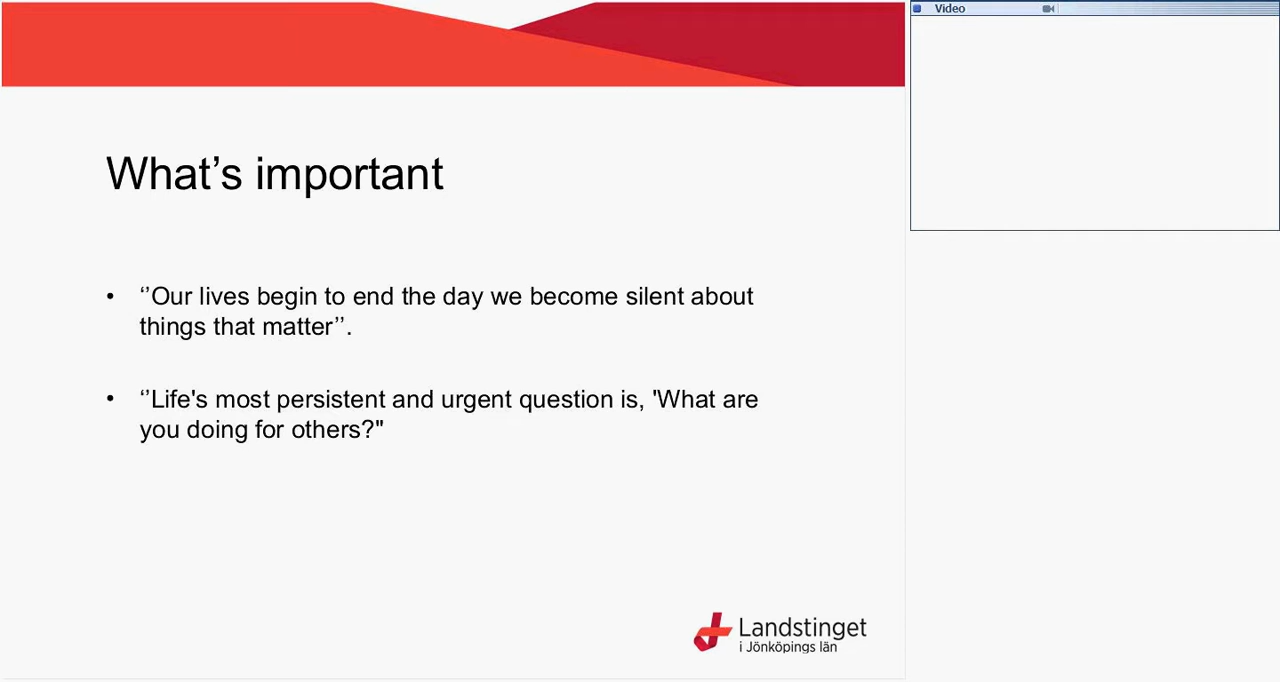 Video
What’s important
• ‘’Our lives begin to end the day we become silent about
things that matter’’.
• ‘’Life's most persistent and urgent question is, 'What are
you doing for others?"
Landstinget
i Jönköpings län